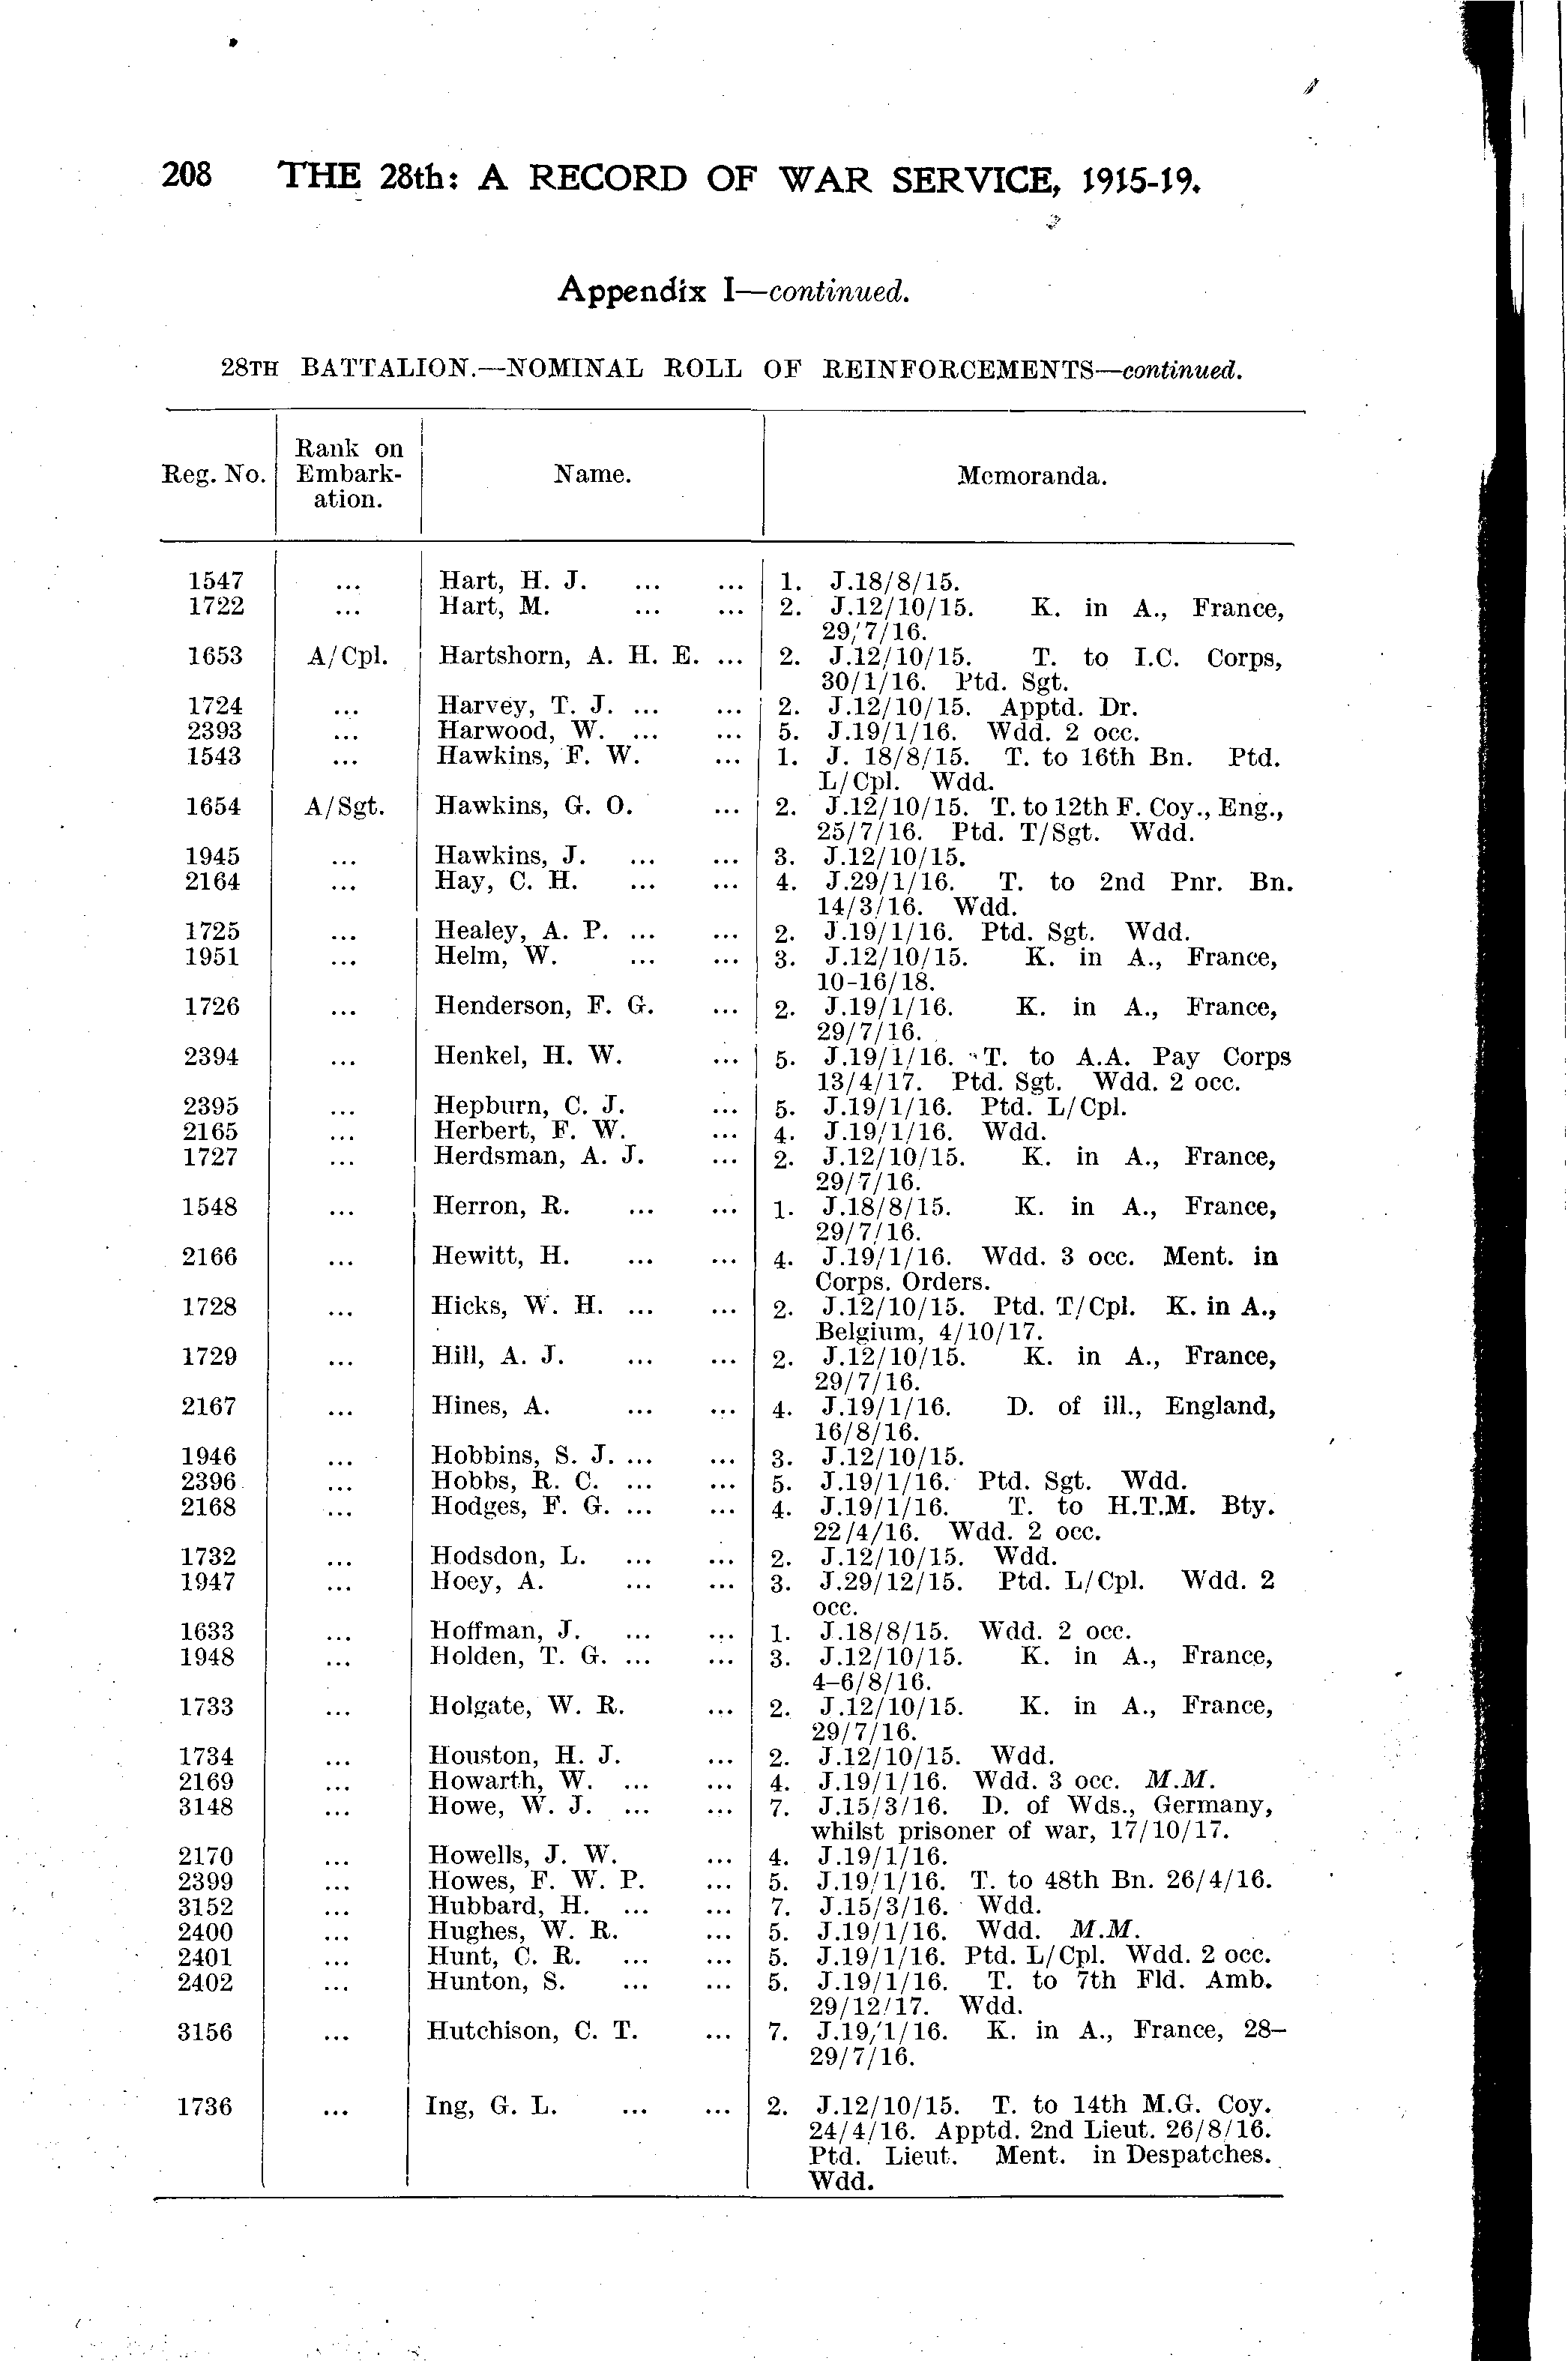 208 THE 28th: A RECORD OF WAR SERVICE, 1915-19.
Appendix I—continued.
28TH BATTALION.—NOMINAL ROLL OF REINFORCEMENTS—continued.
Reg. No. Rank on Embark- ation. Name. Memoranda.
1547 ... Hart, H. J. ... ... 1. J.18/8/15.
1722 ... Hart, M. ... ... 2. J.12/10/15. K. in A., France,
29/7/16.
1653 A/Cpl. Hartshorn, A. H. E. ... 2. J.12/10/15. T. to I.C. Corps,
30/1/16. Ptd. Sgt.
1724 ... Harvey, T. J. ... ... 2. J.12/10/15. Apptd. Dr.
2393 ... Harwood, W. ... ... 5. J.19/1/16. Wdd. 2 occ.
1543 ... Hawkins, F. W. ... 1. J. 18/8/15. T. to 16th Bn. Ptd.
L/Cpl. Wdd.
1654 A/Sgt. Hawkins, G. O. ... 2. J.12/10/15. T. to 12th F. Coy., Eng.,
25/7/16. Ptd. T/Sgt. Wdd.
1945 ... Hawkins, J. ... ... 3. J.12/10/15.
2164 ... Hay, C. H. ... ... 4. J.29/1/16. T. to 2nd Pnr. Bn.
14/3/16. Wdd.
1725 ... Healey, A. P. ... ... 2. J.19/1/16. Ptd. Sgt. Wdd.
1951 ... Helm, W. ... ... 3. J.12/10/15. K. in A., France,
10-16/18.
1726 ... Henderson, F. G. ... 2. J.19/1/16. K. in A., France,
29/7/16.
2394 ... Henkel, H. W. ... 5. J.19/1/16. T. to A.A. Pay Corps
13/4/17. Ptd. Sgt. Wdd. 2 occ.
2395 ... Hepburn, C. J. ... 5. J.19/1/16. Ptd. L/Cpl.
2165 ... Herbert, F. W. ... 4. J.19/1/16. Wdd.
1727 ... Herdsman, A. J. ... 2. J.12/10/15. K. in A., France,
29/7/16.
1548 ... Herron, R. ... ... 1. J.18/8/15. K. in A., France,
29/7/16.
2166 ... Hewitt, H. ... ... 4. J.19/1/16. Wdd. 3 occ. Ment. in
Corps. Orders.
1728 ... Hicks, W. H. ... ... 2. J.12/10/15. Ptd. T/Cpl. K. in A.,
Belgium, 4/10/17.
1729 ... Hill, A. J. ... ... 2. J.12/10/15. K. in A., France,
29/7/16.
2167 ... Hines, A. ... ... 4. J.19/1/16. D. of ill., England,
16/8/16.
1946 ... Hobbins, S. J. ... ... 3. J.12/10/15.
2396 ... Hobbs, R. C. ... ... 5. J.19/1/16. Ptd. Sgt. Wdd.
2168 ... Hodges, F. G. ... ... 4. J.19/1/16. T. to H.T.M. Bty.
22/4/16. Wdd. 2 occ.
1732 ... Hodsdon, L. ... ... 2. J.12/10/15. Wdd.
1947 ... Hoey, A. ... ... 3. J.29/12/15. Ptd. L/Cpl. Wdd. 2
occ.
1633 ... Hoffman, J. ... ... 1. J.18/8/15. Wdd. 2 occ.
1948 ... Holden, T. G. ... ... 3. J.12/10/15. K. in A., France,
4–6/8/16.
1733 ... Holgate, W. R. ... 2. J.12/10/15. K. in A., France,
29/7/16.
1734 ... Houston, H. J. ... 2. J.12/10/15. Wdd.
2169 ... Howarth, W. ... ... 4. J.19/1/16. Wdd. 3 occ. M.M.
3148 ... Howe, W. J. ... ... 7. J.15/3/16. D. of Wds., Germany,
whilst prisoner of war, 17/10/17.
2170 ... Howells, J. W. ... 4. J.19/1/16.
2399 ... Howes, F. W. P. ... 5. J.19/1/16. T. to 48th Bn. 26/4/16.
3152 ... Hubbard, H. ... ... 7. J.15/3/16. Wdd.
2400 ... Hughes, W. R. ... 5. J.19/1/16. Wdd. M.M.
2401 ... Hunt, C. R. ... ... 5. J.19/1/16. Ptd. L/Cpl. Wdd. 2 occ.
2402 ... Hunton, S. ... ... 5. J.19/1/16. T. to 7th Fld. Amb.
29/12/17. Wdd.
3156 ... Hutchison, C. T. ... 7. J.19/1/16. K. in A., France, 28–
29/7/16.
1736 ... Ing, G. L. ... ... 2. J.12/10/15. T. to 14th M.G. Coy.
24/4/16. Apptd. 2nd Lieut. 26/8/16.
Ptd. Lieut. Ment. in Despatches.
Wdd.